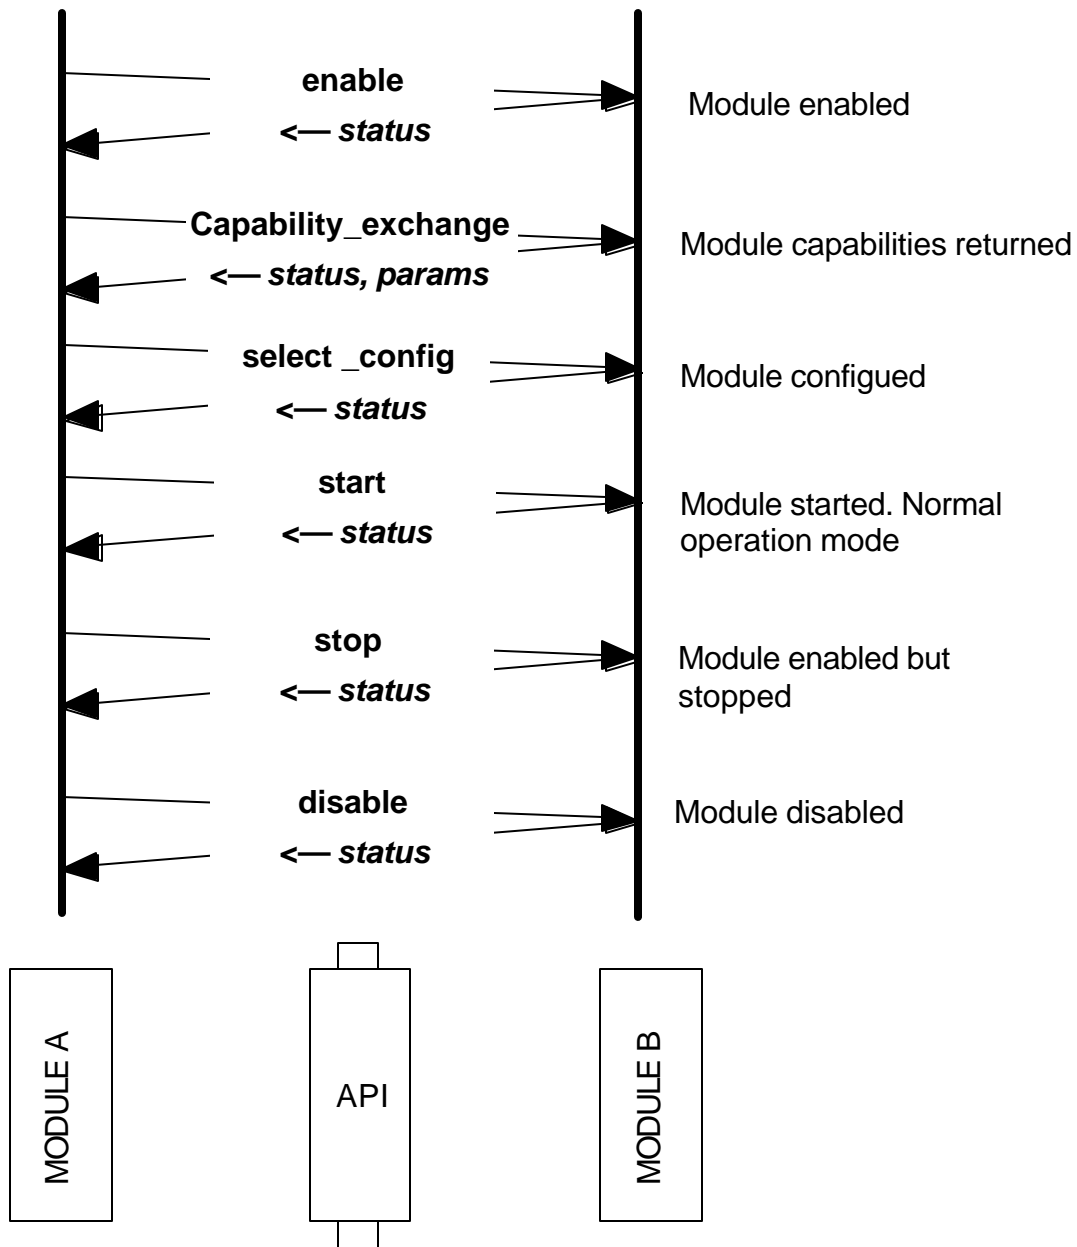 enable
<— status
Module enabled
Capability_exchange
<— status, params
Module capabilities returned
select _config
<— status
Module configued
start
<— status
Module started. Normal
operation mode
stop
<— status
Module enabled but
stopped
disable
<— status
Module disabled
MODULE A
API
MODULE B